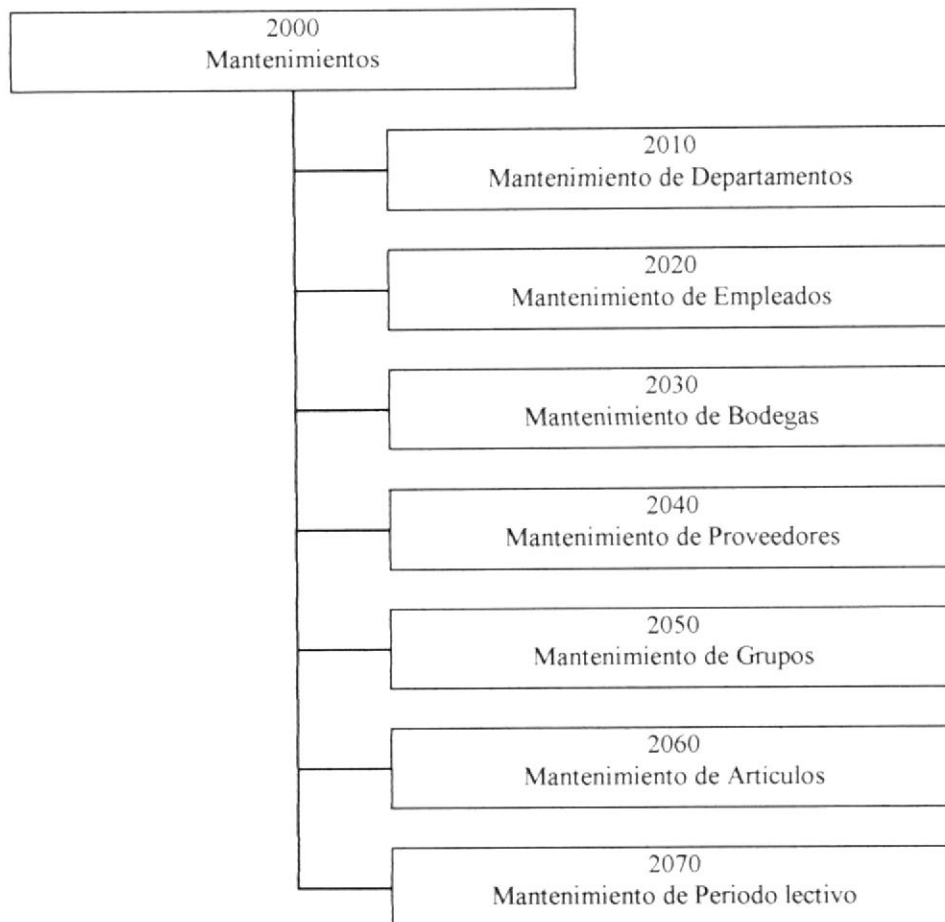 2000
Mantenimientos
2010
Mantenimiento de Departamentos
2020
Mantenimiento de Empleados
2030
Mantenimiento de Bodegas
2040
Mantenimiento de Proveedores
2050
Mantenimiento de Grupos
2060
Mantenimiento de Articulos
2070
Mantenimiento de Periodo lectivo